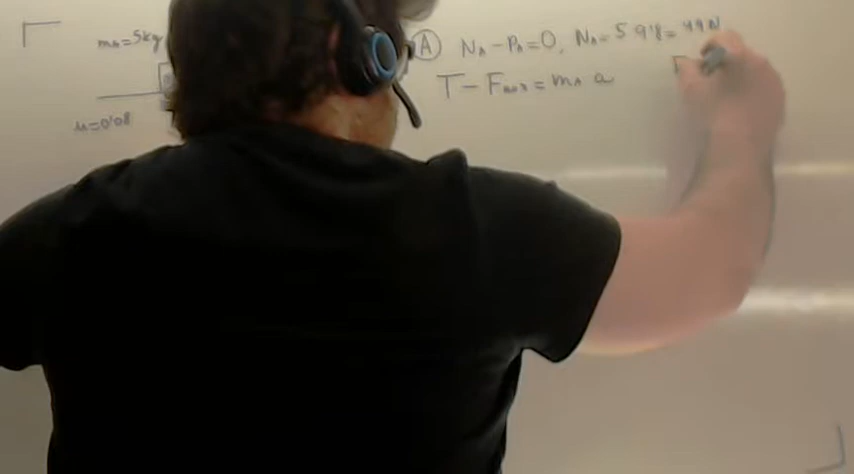 mₐ=5kg
μ=0'08
A Nₐ-Pₐ=0, Nₐ=5 9'8=49N
T-Fᵣₒz=mₐ a